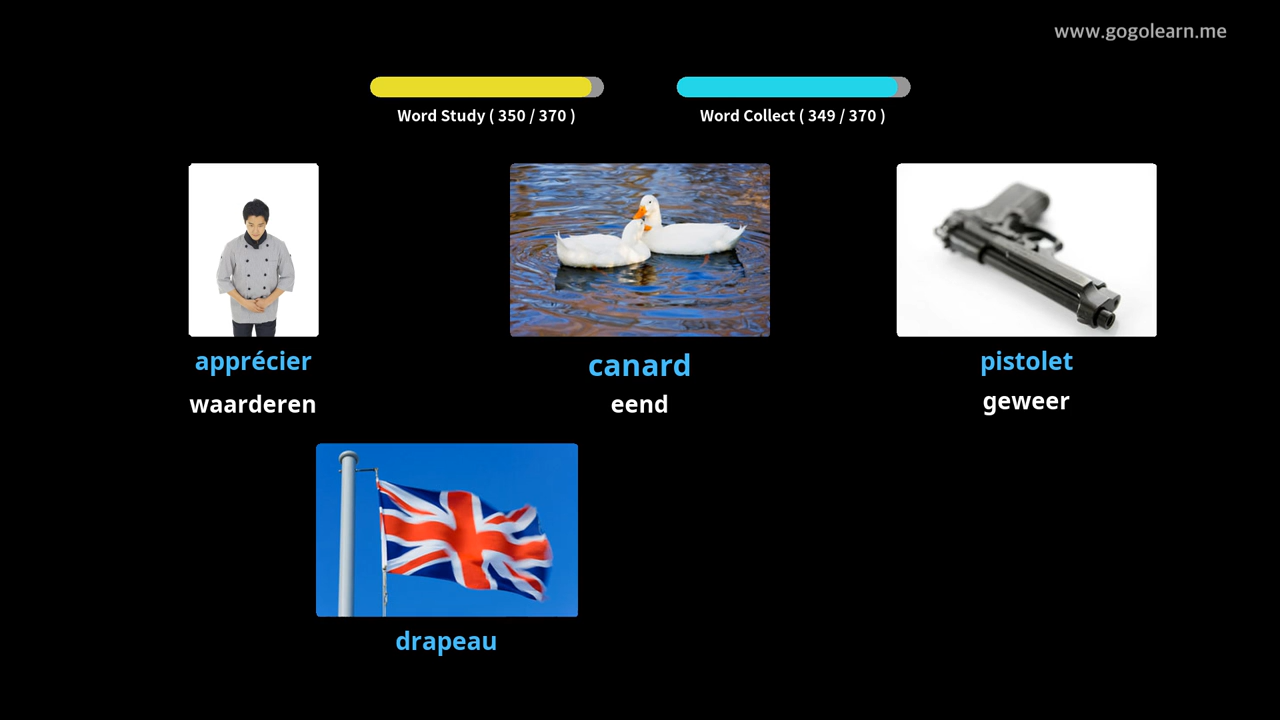 www.gogolearn.me
Word Study ( 350 / 370 )
Word Collect ( 349 / 370 )
apprécier
canard
pistolet
waarderen
eend
geweer
drapeau